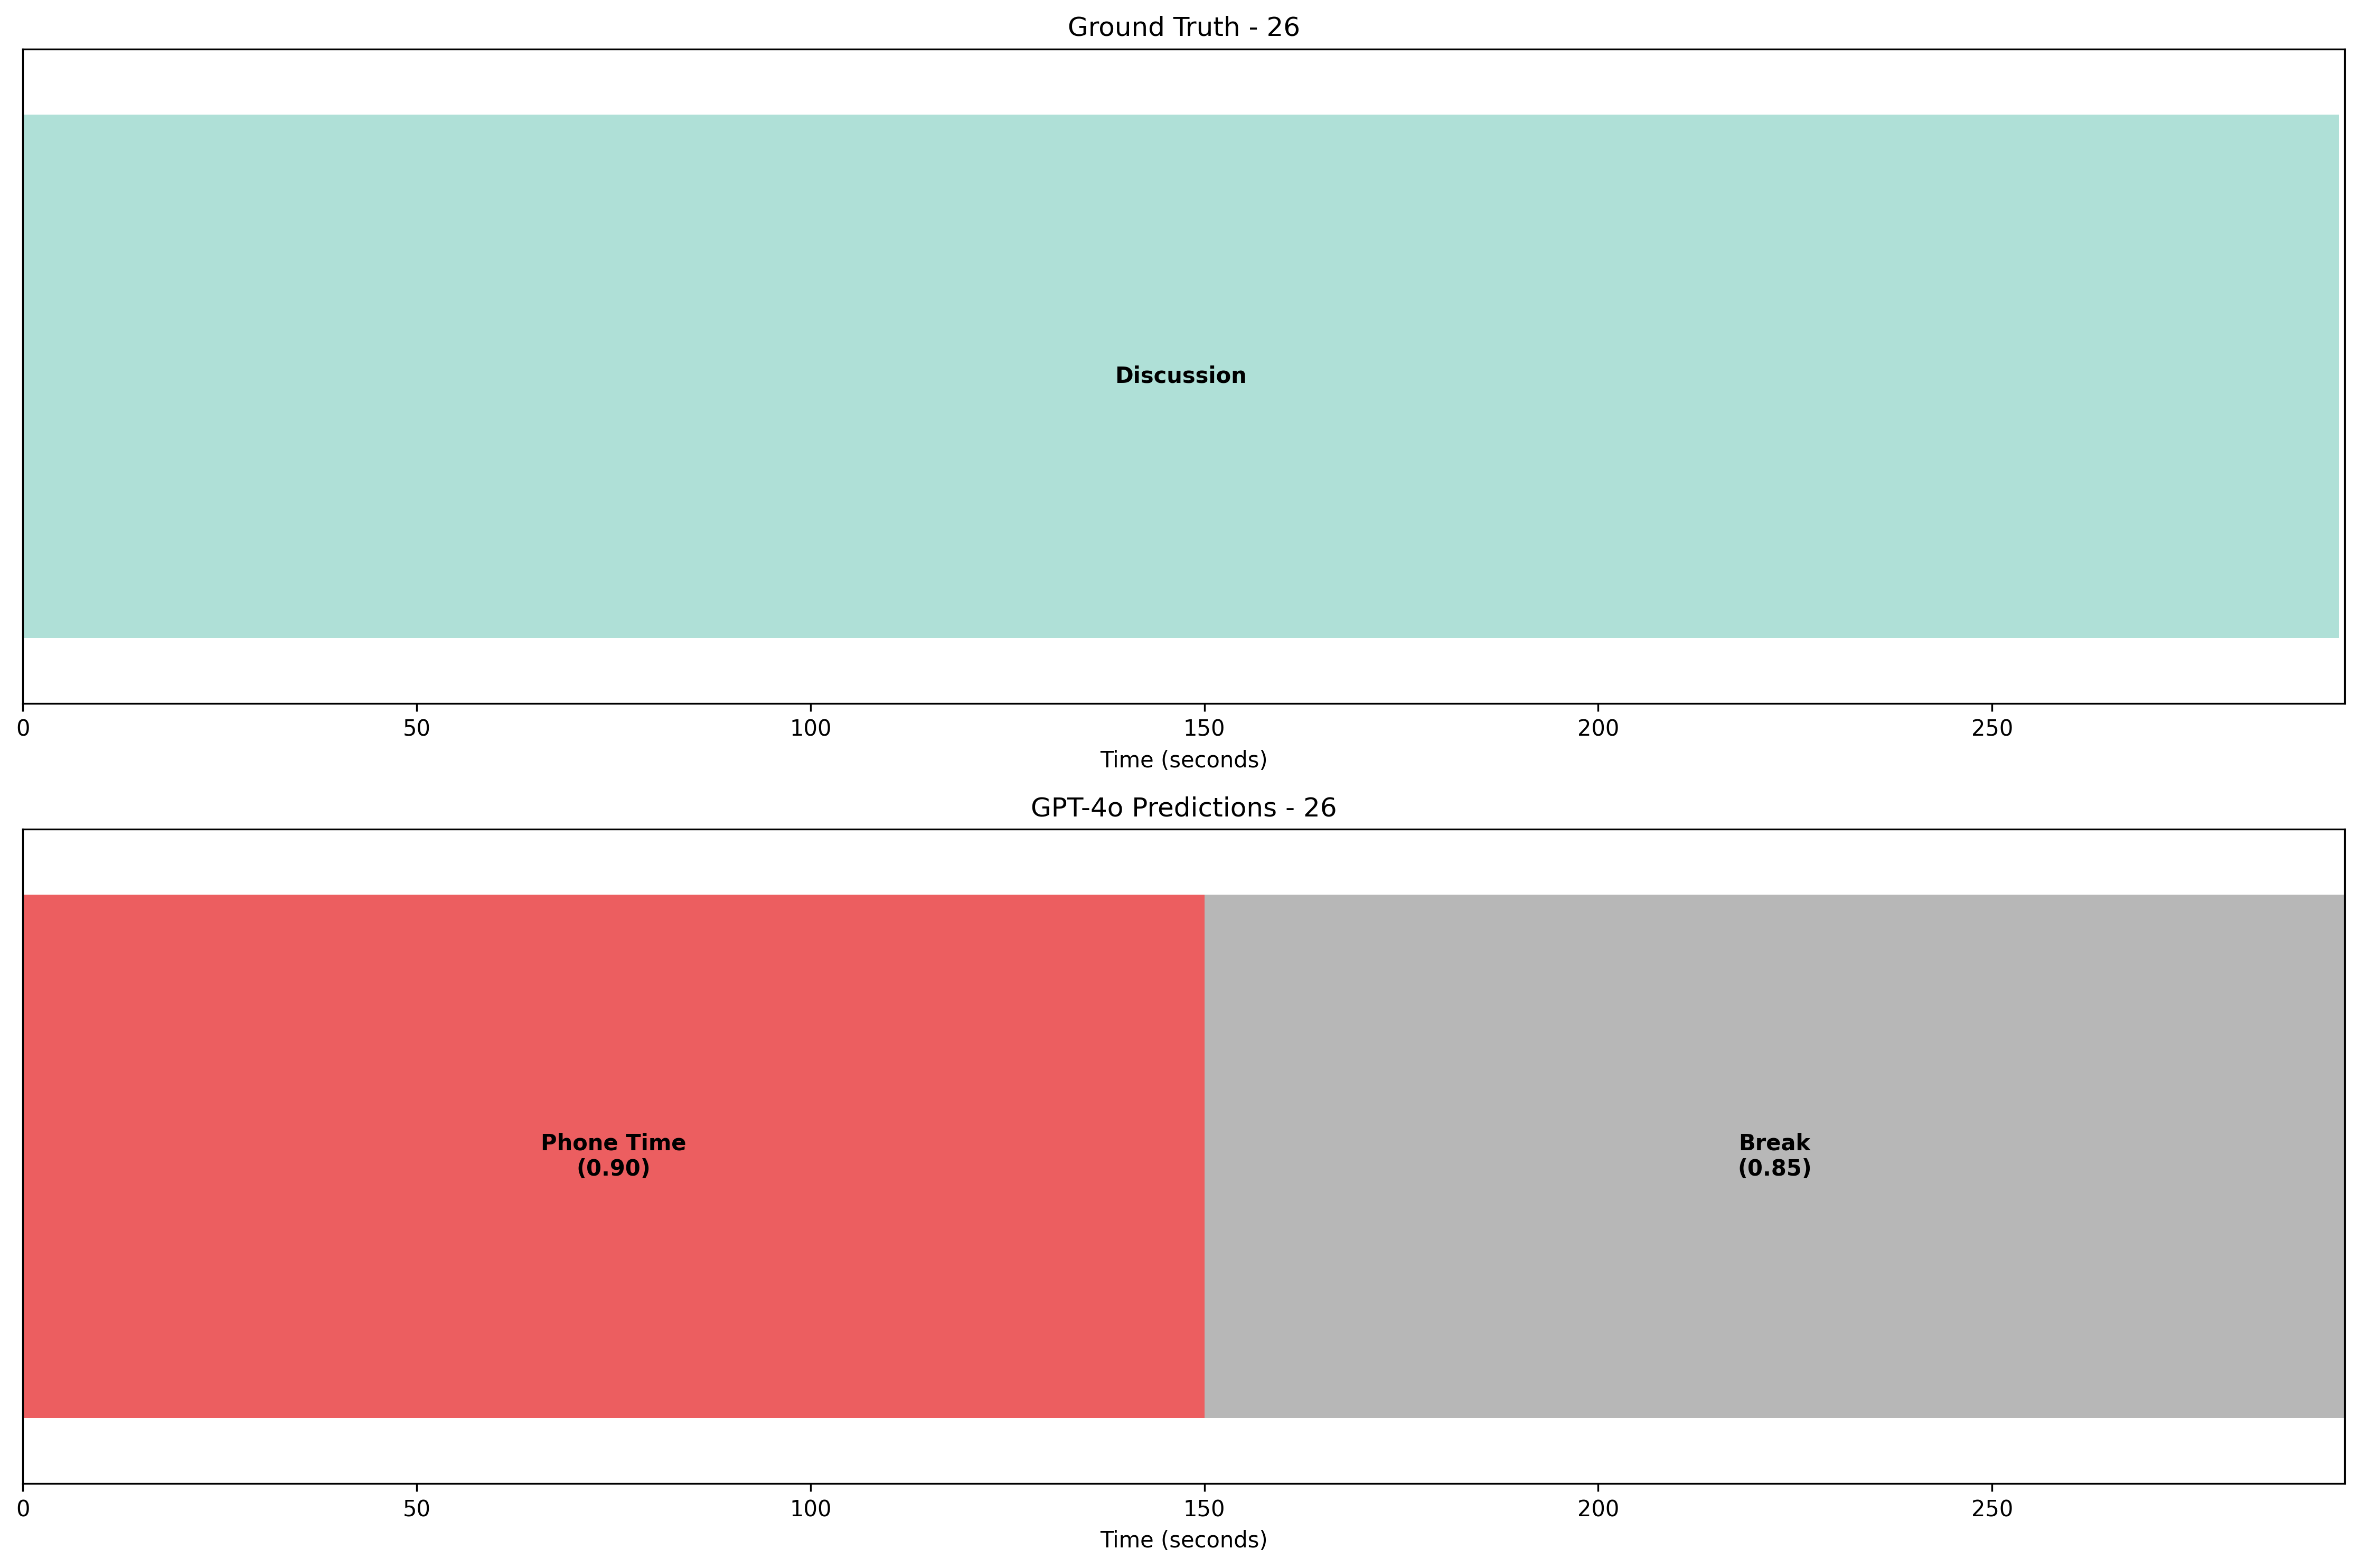 Ground Truth - 26
Discussion
0 50 100 150 200 250
Time (seconds)
GPT-4o Predictions - 26
Phone Time
(0.90)
Break
(0.85)
0 50 100 150 200 250
Time (seconds)